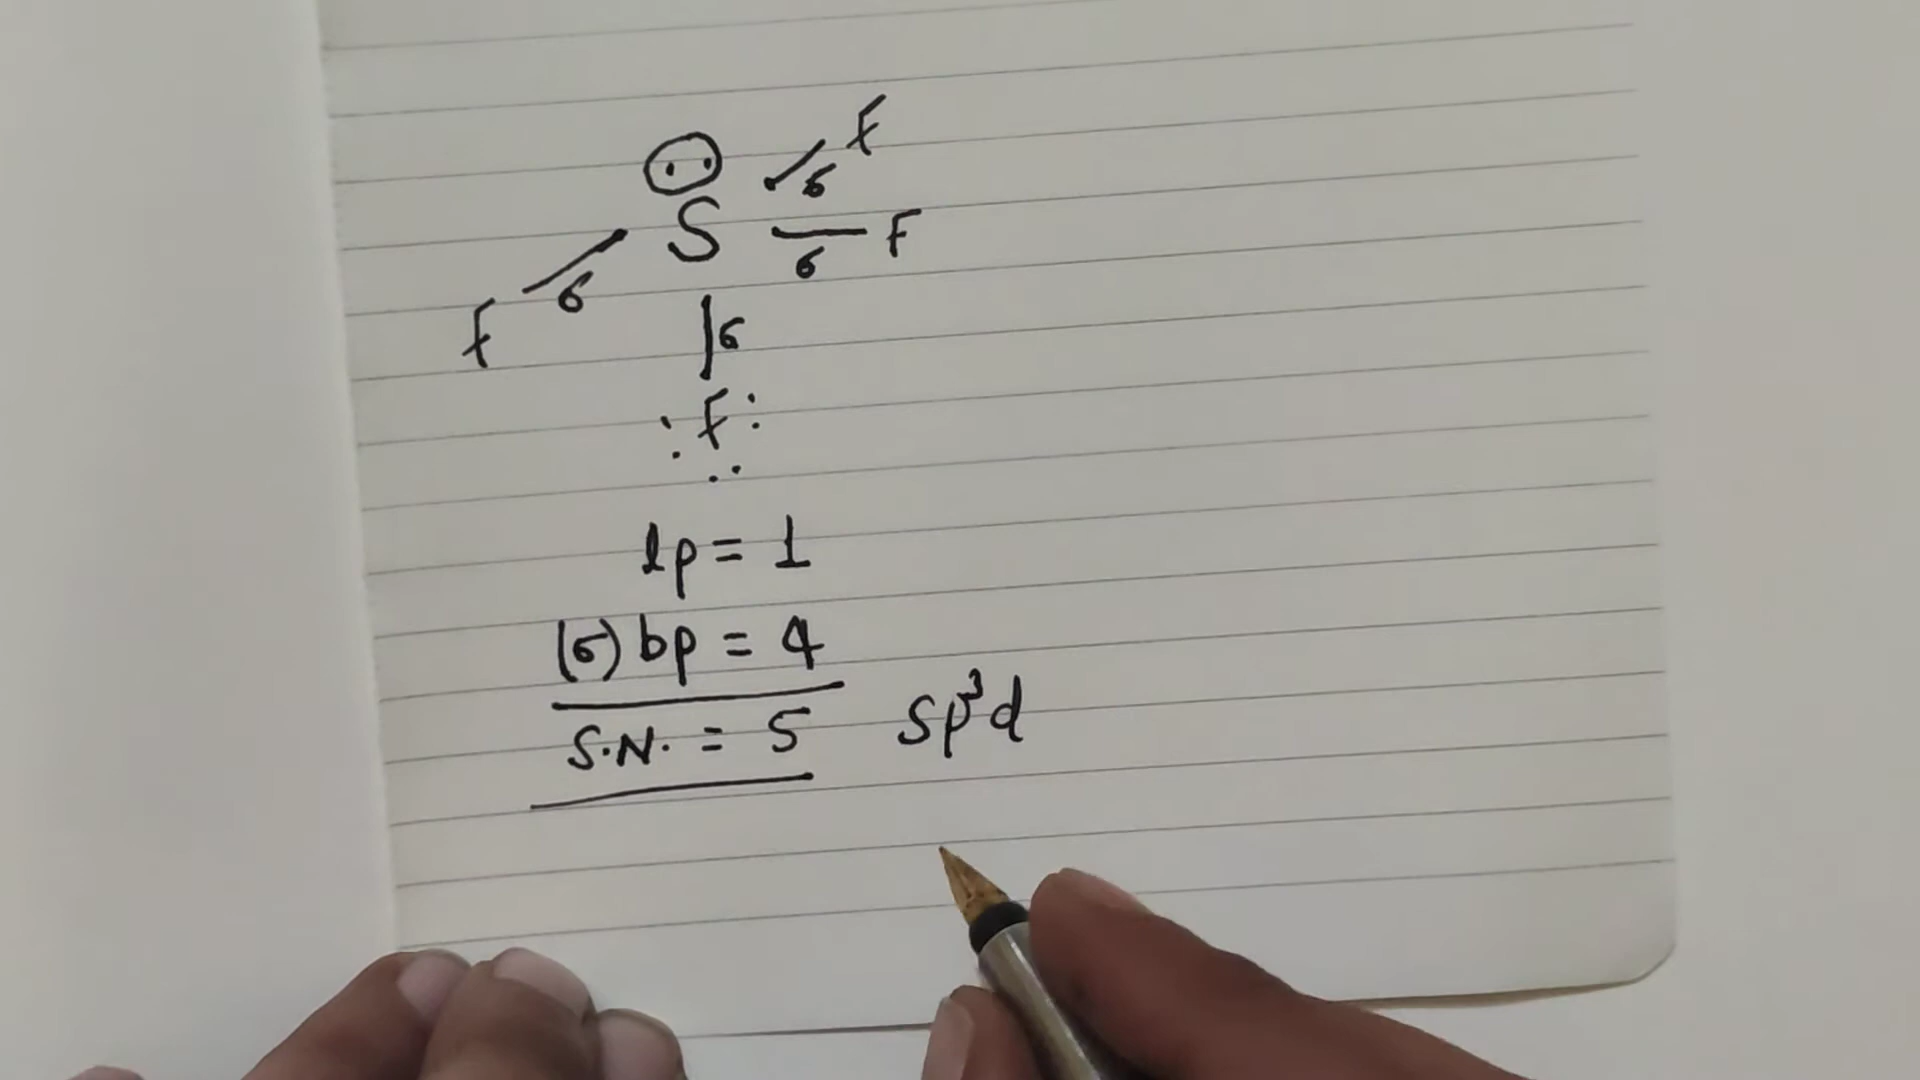 F
S
σ
σ
F
σ
F
σ
F
lp = 1
(σ) bp = 4
S.N. = 5 sp³d